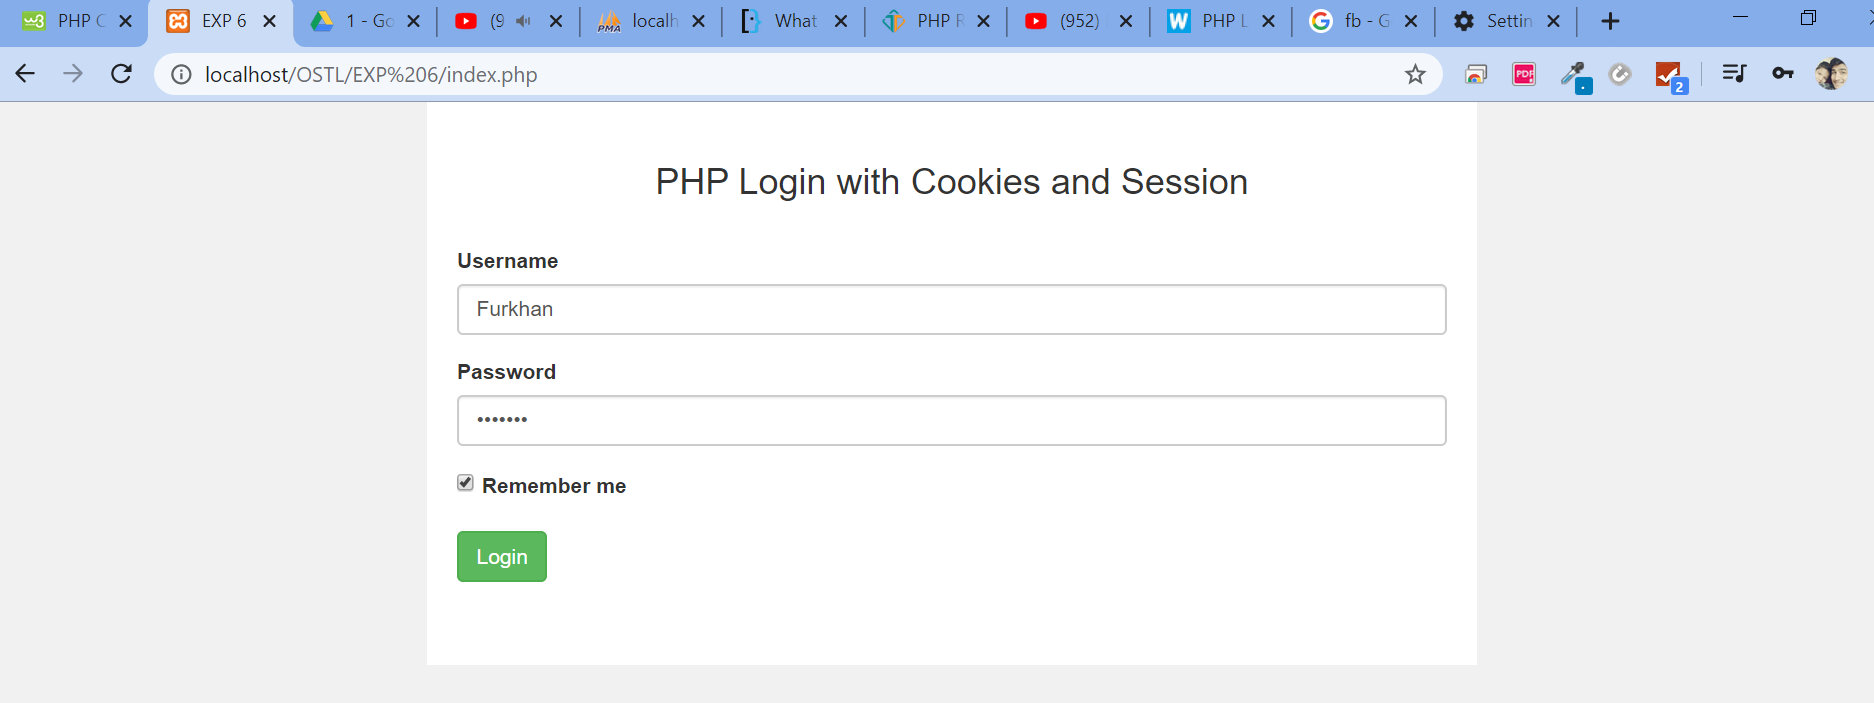 PHP C EXP 6 1 - Go (9 localh What PHP R (952) PHP L fb - G Settin
localhost/OSTL/EXP%206/index.php
PDF
2
PMA
PHP Login with Cookies and Session
Username
Furkhan
Password
•••••••
Remember me
Login